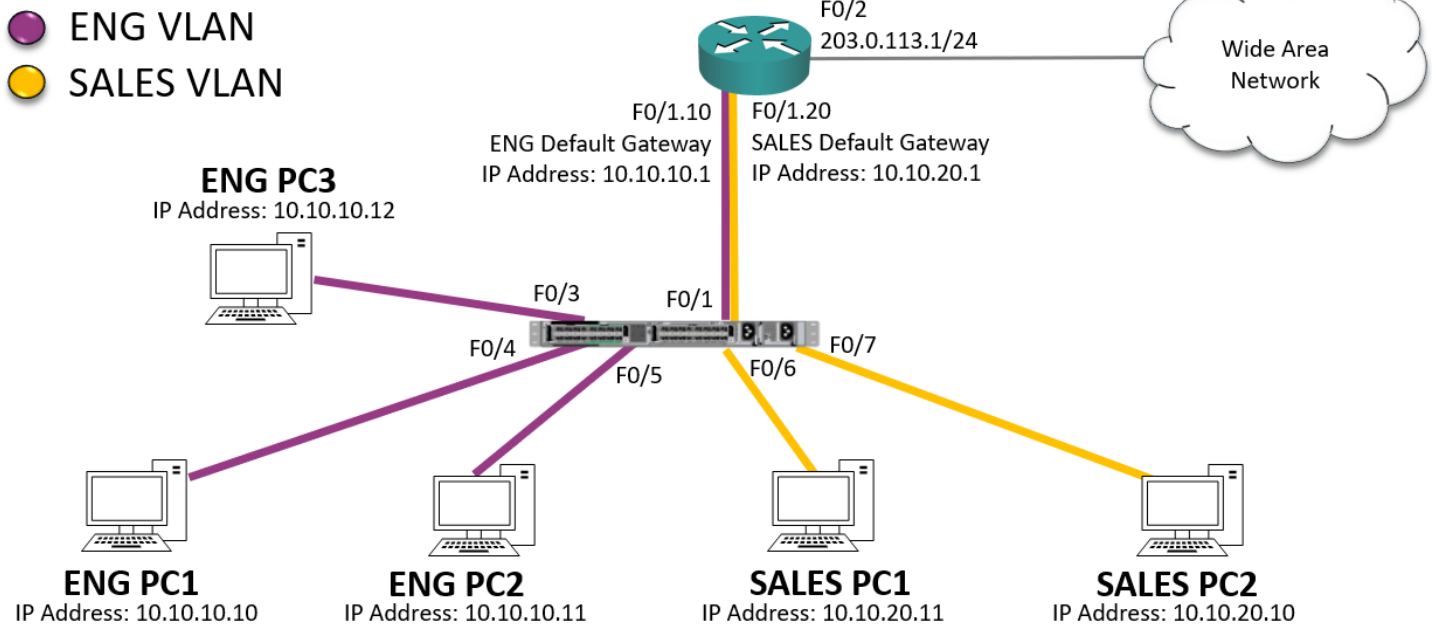 ENG VLAN
SALES VLAN
F0/2
203.0.113.1/24
Wide Area
Network
F0/1.10
ENG Default Gateway
IP Address: 10.10.10.1
F0/1.20
SALES Default Gateway
IP Address: 10.10.20.1
ENG PC3
IP Address: 10.10.10.12
F0/3
F0/1
F0/4
F0/5
F0/6
F0/7
ENG PC1
IP Address: 10.10.10.10
ENG PC2
IP Address: 10.10.10.11
SALES PC1
IP Address: 10.10.20.11
SALES PC2
IP Address: 10.10.20.10